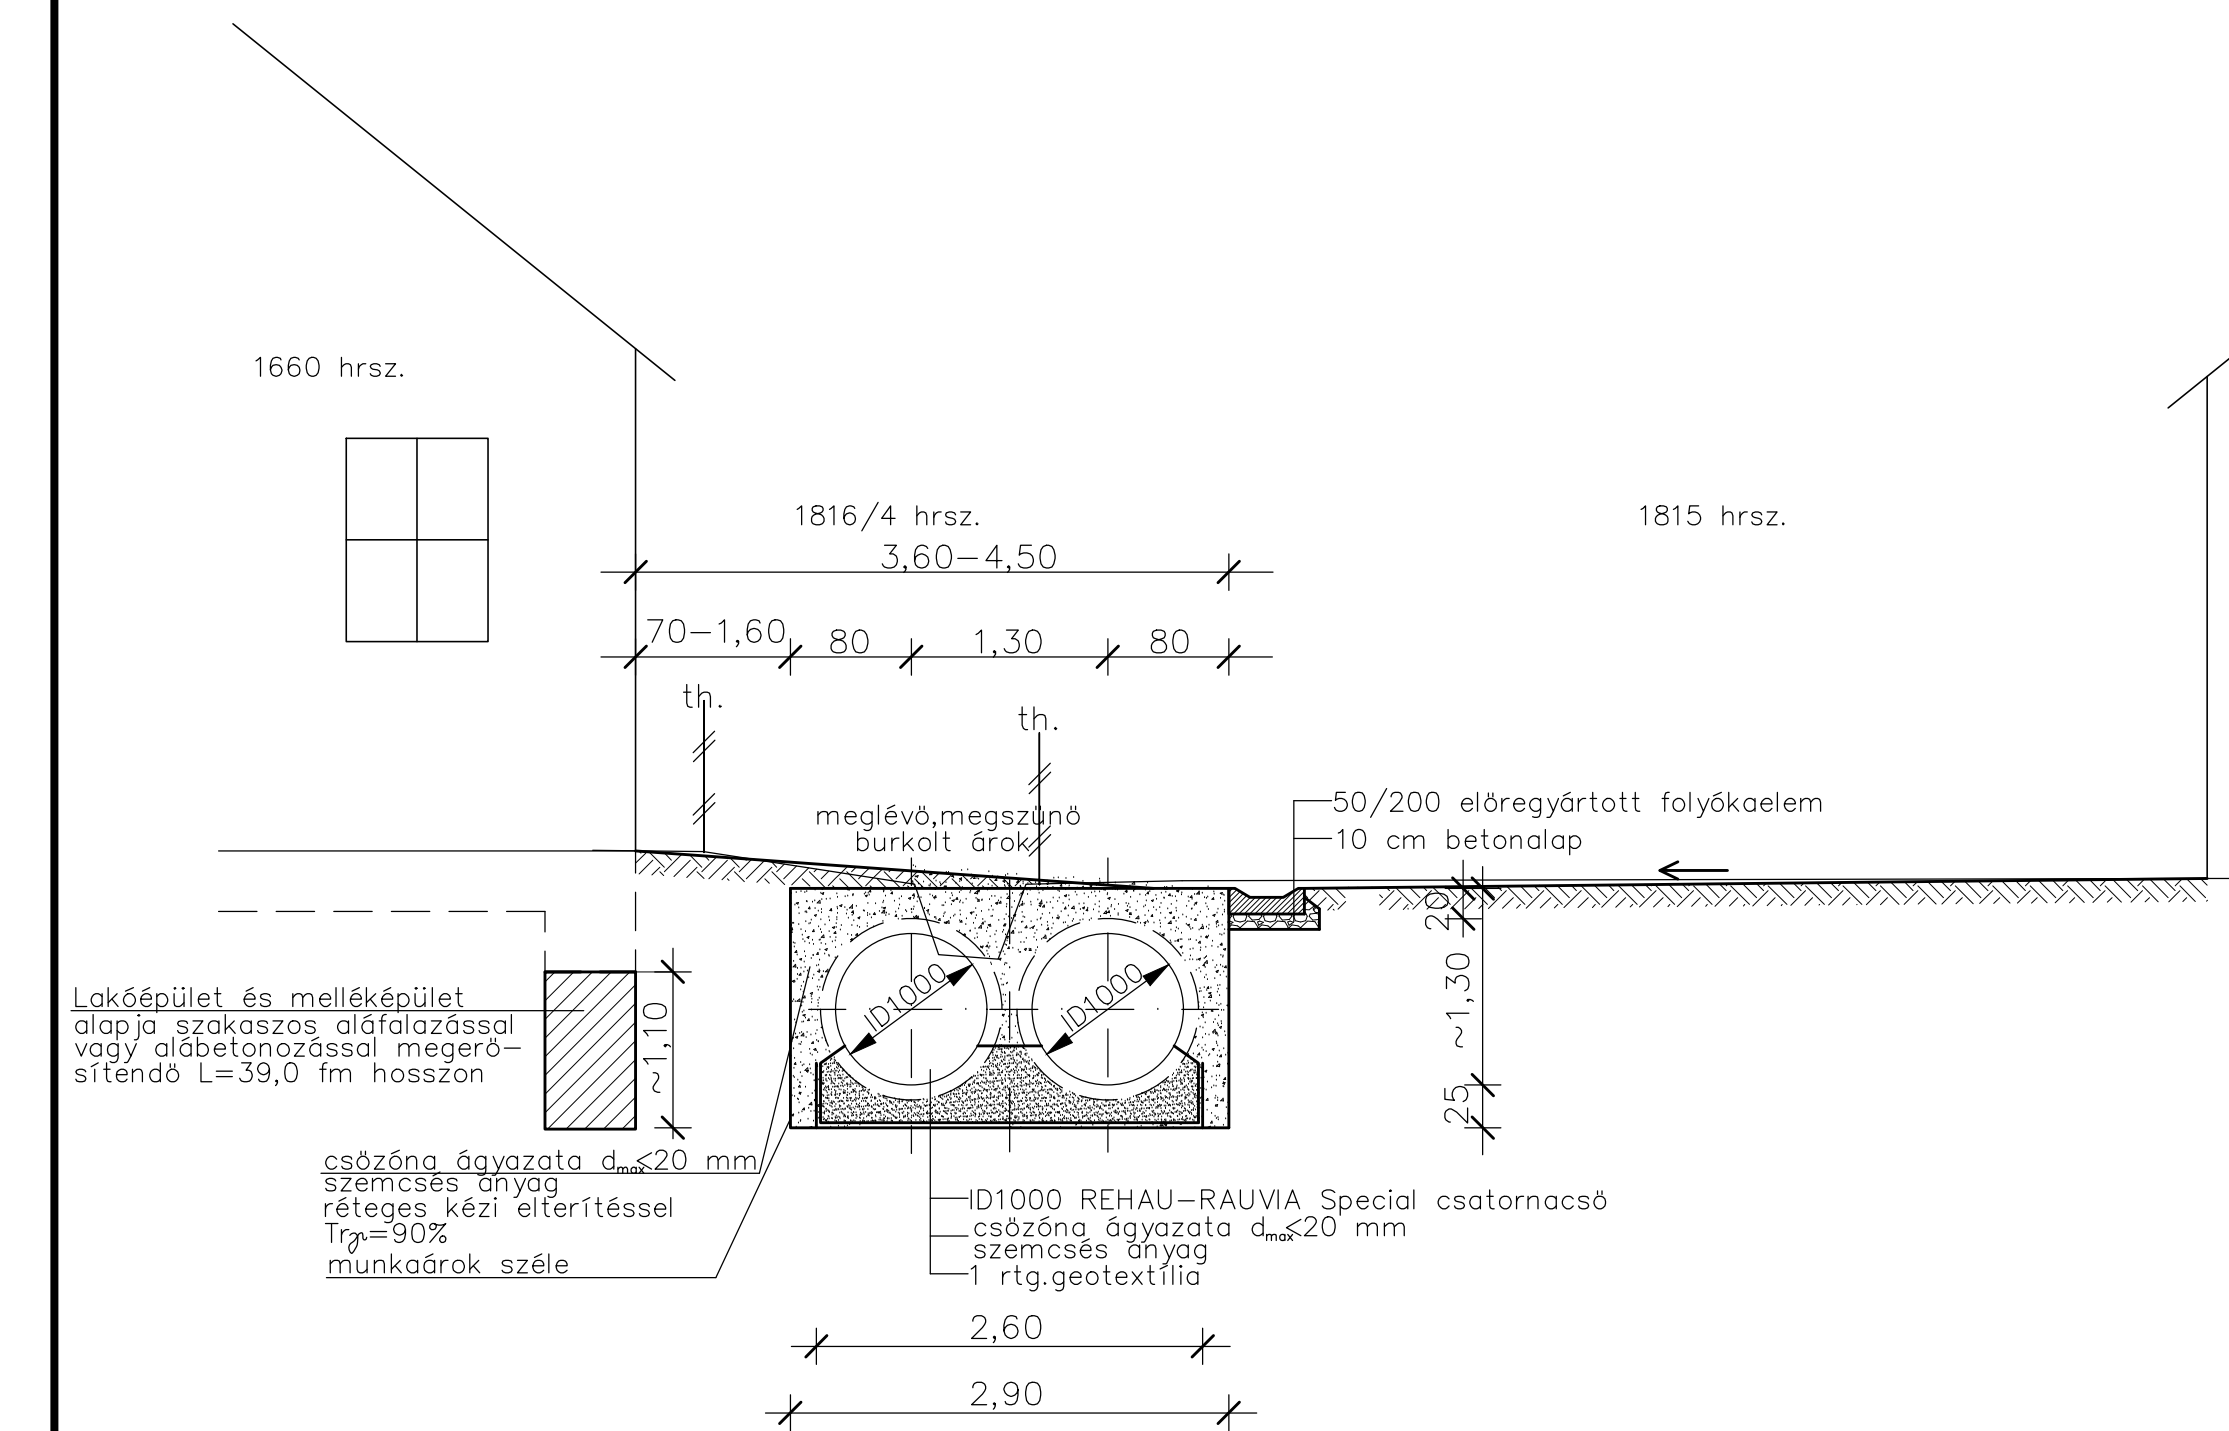 1660 hrsz.
1816/4 hrsz.
1815 hrsz.
3,60-4,50
70-1,60
80
1,30
80
th.
th.
meglévö,megszünö
burkolt árok
50/200 elöregyártott folyókaelem
10 cm betonalap
20
~1,30
25
ID1000
ID1000
~1,10
Lakóépület és melléképület
alapja szakaszos aláfalazással
vagy alábetonozással megerö-
sítendö L=39,0 fm hosszon
csözóna ágyazata dmax<20 mm
szemcsés anyag
réteges kézi elterítéssel
Trγ=90%
munkaárok széle
ID1000 REHAU-RAUVIA Special csatornacsö
csözóna ágyazata dmax<20 mm
szemcsés anyag
1 rtg.geotextília
2,60
2,90